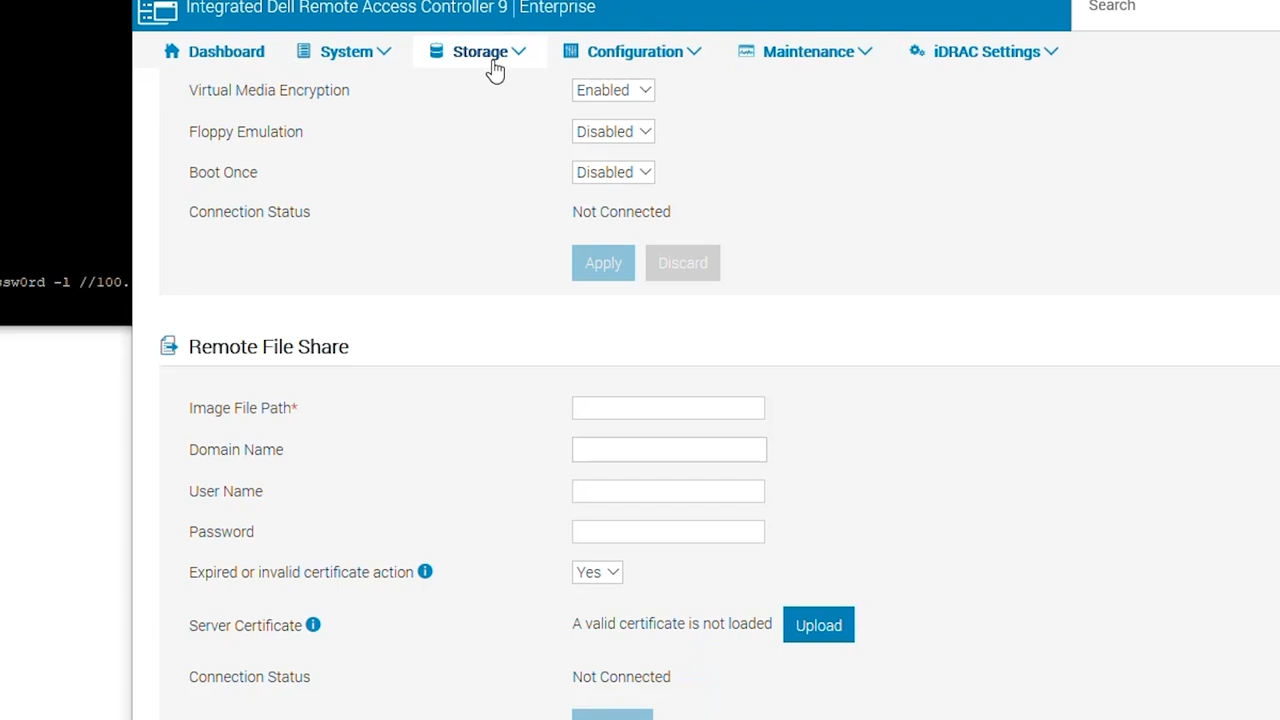 Integrated Dell Remote Access Controller 9 | Enterprise
Search
Dashboard System Storage Configuration Maintenance iDRAC Settings
Virtual Media Encryption Enabled
Floppy Emulation Disabled
Boot Once Disabled
Connection Status Not Connected
Apply Discard
ssw0rd -l //100.
Remote File Share
Image File Path*
Domain Name
User Name
Password
Expired or invalid certificate action Yes
Server Certificate A valid certificate is not loaded Upload
Connection Status Not Connected